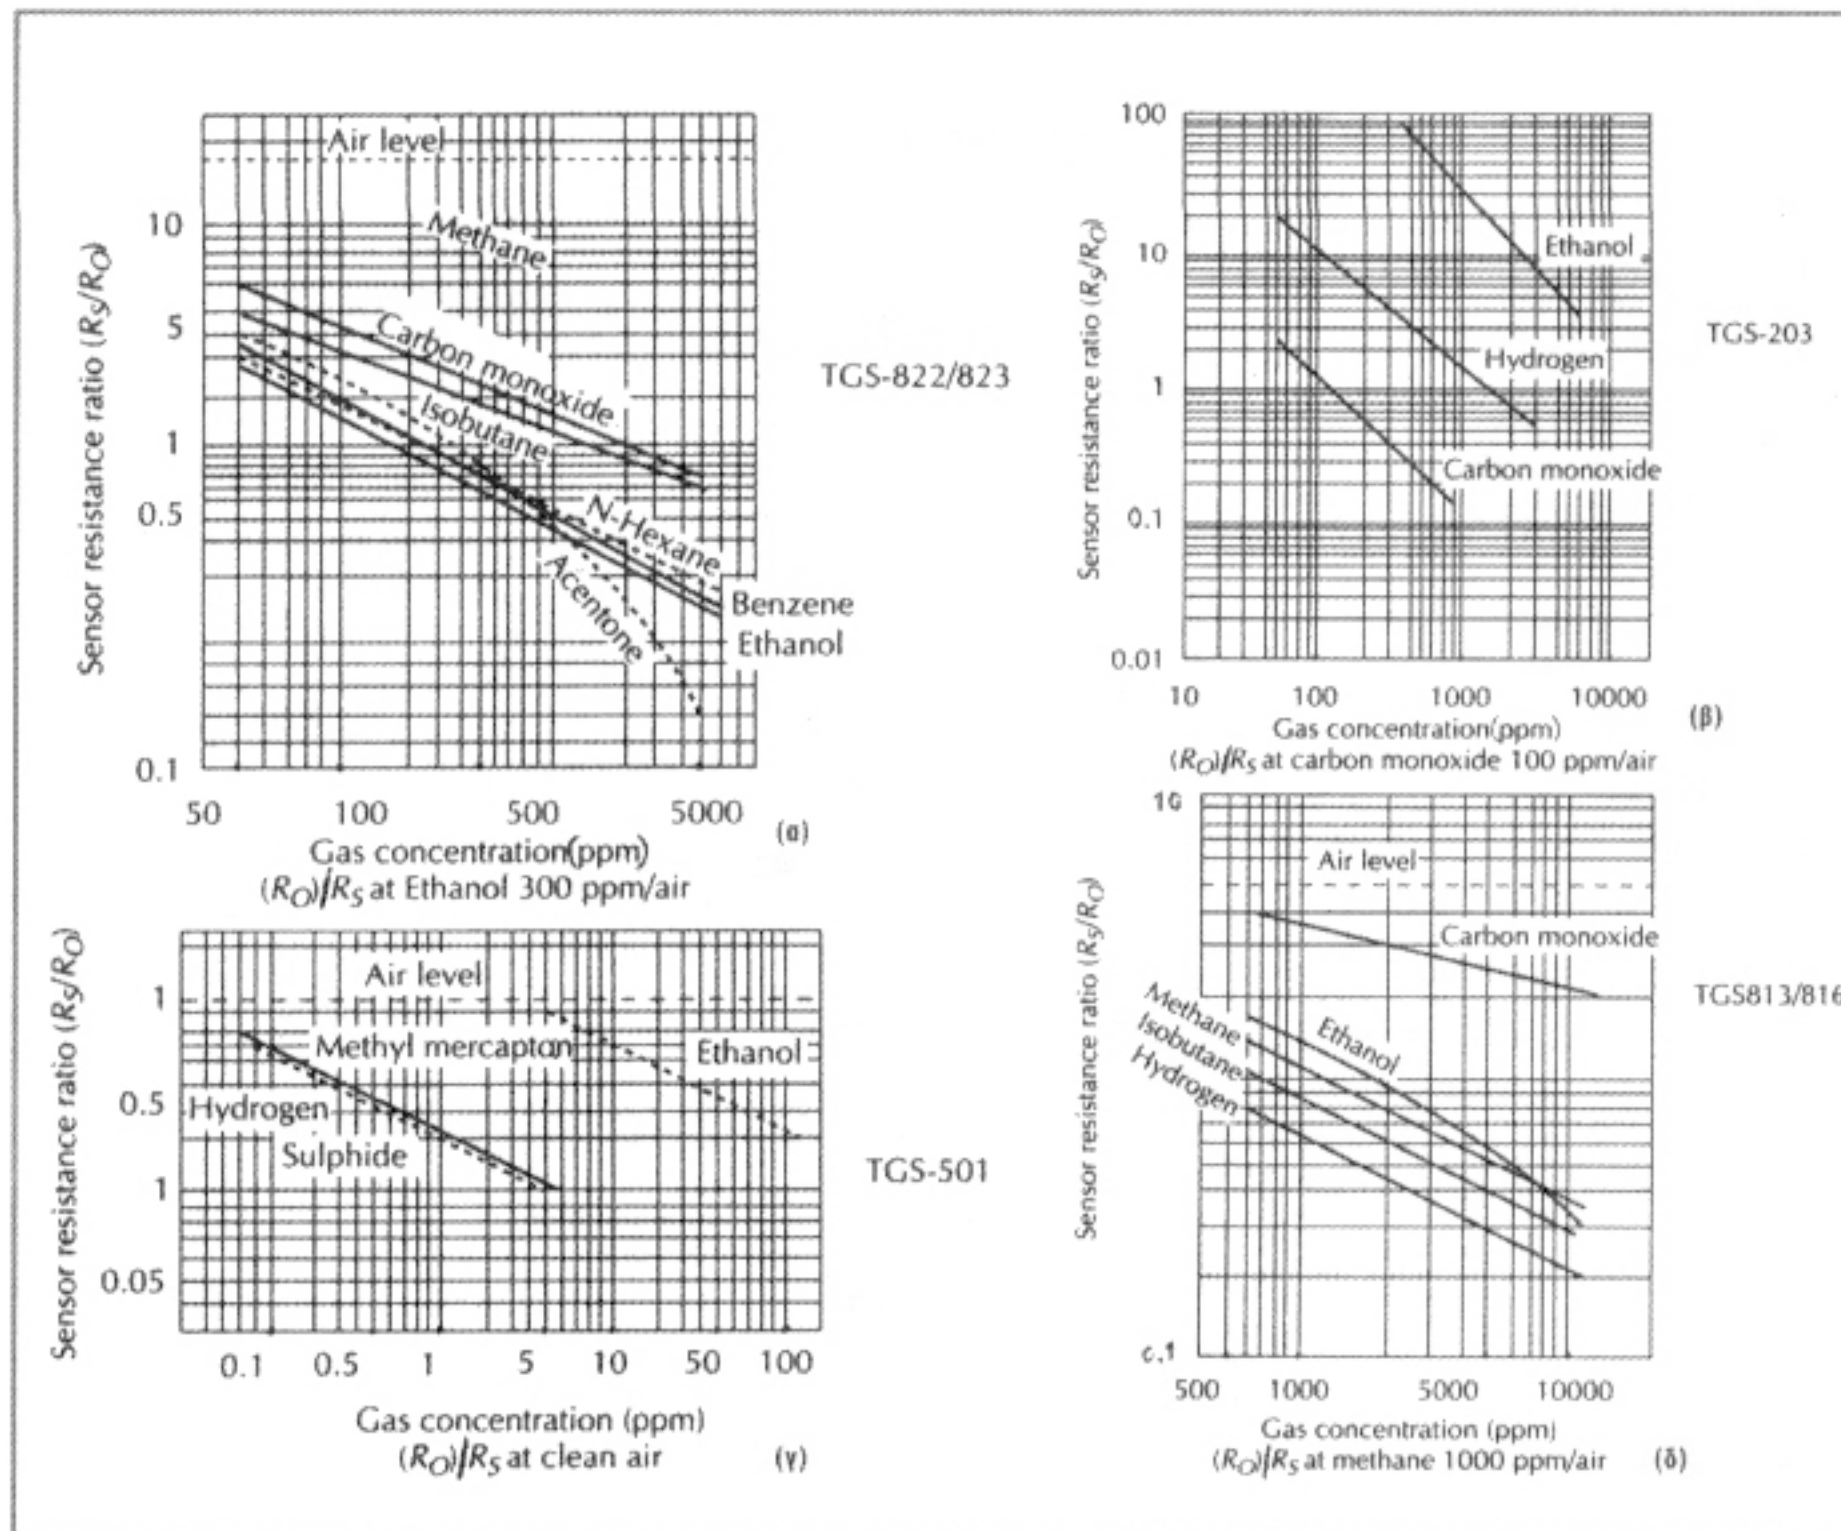 Air level
Methane
Carbon monoxide
Isobutane
N-Hexane
Acentone
Benzene
Ethanol
Sensor resistance ratio (RS/RO)
10
5
1
0.5
0.1
50 100 500 5000
Gas concentration(ppm)
(RO)/RS at Ethanol 300 ppm/air
(α)
TGS-822/823
Sensor resistance ratio (RS/RO)
100
10
1
0.1
0.01
Ethanol
Hydrogen
Carbon monoxide
10 100 1000 10000
Gas concentration(ppm)
(RO)/RS at carbon monoxide 100 ppm/air
(β)
TGS-203
Sensor resistance ratio (RS/RO)
1
0.5
1
0.05
Air level
Methyl mercaptan
Ethanol
Hydrogen
Sulphide
0.1 0.5 1 5 10 50 100
Gas concentration (ppm)
(RO)/RS at clean air
(γ)
TGS-501
Sensor resistance ratio (RS/RO)
10
0.1
Air level
Carbon monoxide
Methane
Isobutane
Hydrogen
Ethanol
500 1000 5000 10000
Gas concentration (ppm)
(RO)/RS at methane 1000 ppm/air
(δ)
TGS813/816